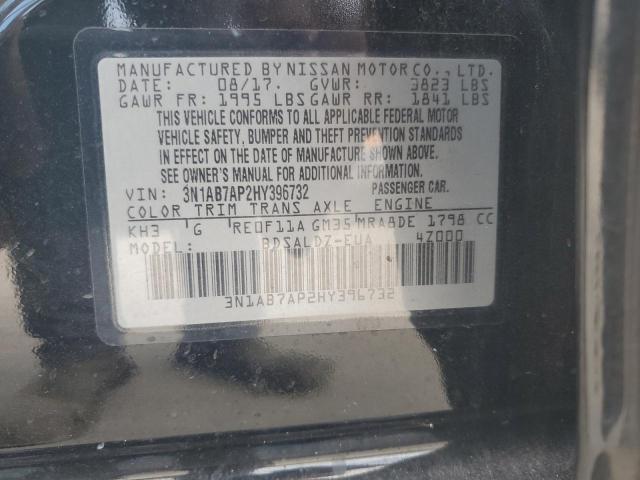 MANUFACTURED BY NISSAN MOTOR CO., LTD.
DATE: 08/17. GVWR: 3823 LBS
GAWR FR: 1995 LBS GAWR RR: 1841 LBS
THIS VEHICLE CONFORMS TO ALL APPLICABLE FEDERAL MOTOR
VEHICLE SAFETY, BUMPER AND THEFT PREVENTION STANDARDS
IN EFFECT ON THE DATE OF MANUFACTURE SHOWN ABOVE.
SEE OWNER'S MANUAL FOR ADDITIONAL INFORMATION.
VIN: 3N1AB7AP2HY396732 PASSENGER CAR.
COLOR TRIM TRANS AXLE ENGINE
KH3 G RE0F11A GM35 MRA8DE 1798 CC
MODEL: BDSALDZ-EUA 4Z000
3N1AB7AP2HY396732